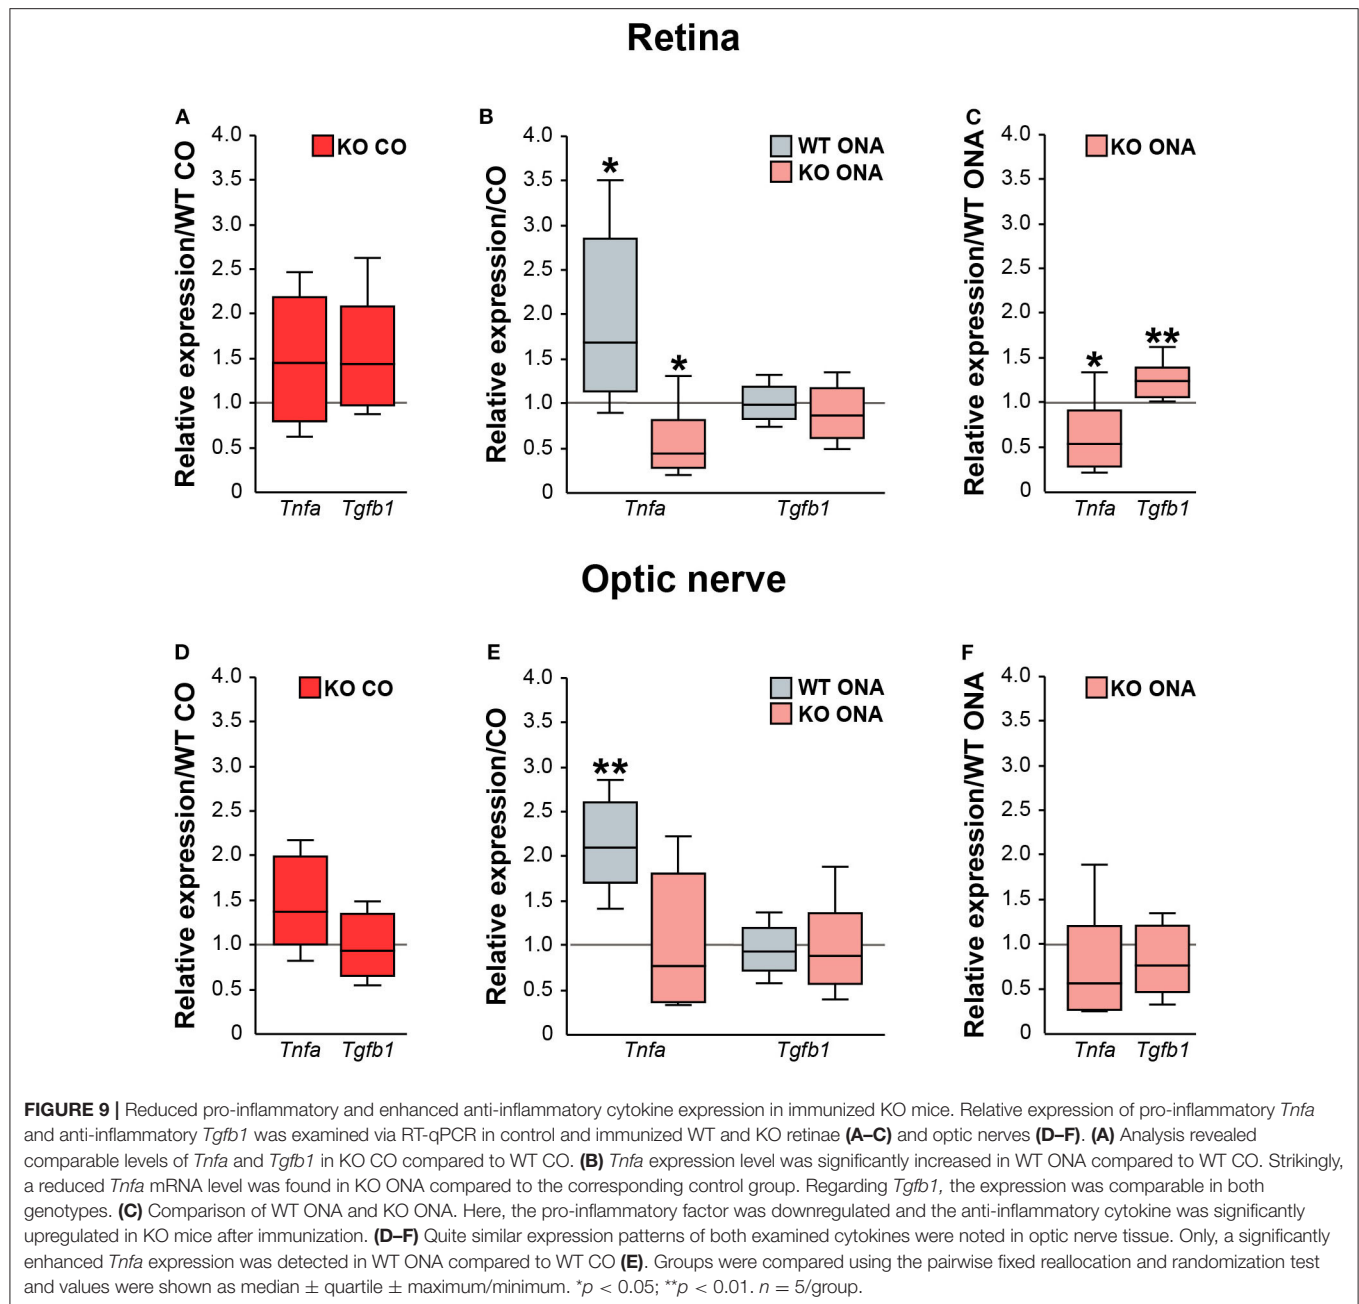 Retina
A
Relative expression/WT CO
4.0
3.5
3.0
2.5
2.0
1.5
1.0
0.5
0
KO CO
Tnfa Tgfb1
B
Relative expression/CO
4.0
3.5
3.0
2.5
2.0
1.5
1.0
0.5
0
WT ONA
KO ONA
*
*
Tnfa Tgfb1
C
Relative expression/WT ONA
4.0
3.5
3.0
2.5
2.0
1.5
1.0
0.5
0
KO ONA
*
**
Tnfa Tgfb1
Optic nerve
D
Relative expression/WT CO
4.0
3.5
3.0
2.5
2.0
1.5
1.0
0.5
0
KO CO
Tnfa Tgfb1
E
Relative expression/CO
4.0
3.5
3.0
2.5
2.0
1.5
1.0
0.5
0
WT ONA
KO ONA
**
Tnfa Tgfb1
F
Relative expression/WT ONA
4.0
3.5
3.0
2.5
2.0
1.5
1.0
0.5
0
KO ONA
Tnfa Tgfb1
FIGURE 9 | Reduced pro-inflammatory and enhanced anti-inflammatory cytokine expression in immunized KO mice. Relative expression of pro-inflammatory Tnfa
and anti-inflammatory Tgfb1 was examined via RT-qPCR in control and immunized WT and KO retinae (A–C) and optic nerves (D–F). (A) Analysis revealed
comparable levels of Tnfa and Tgfb1 in KO CO compared to WT CO. (B) Tnfa expression level was significantly increased in WT ONA compared to WT CO. Strikingly,
a reduced Tnfa mRNA level was found in KO ONA compared to the corresponding control group. Regarding Tgfb1, the expression was comparable in both
genotypes. (C) Comparison of WT ONA and KO ONA. Here, the pro-inflammatory factor was downregulated and the anti-inflammatory cytokine was significantly
upregulated in KO mice after immunization. (D–F) Quite similar expression patterns of both examined cytokines were noted in optic nerve tissue. Only, a significantly
enhanced Tnfa expression was detected in WT ONA compared to WT CO (E). Groups were compared using the pairwise fixed reallocation and randomization test
and values were shown as median ± quartile ± maximum/minimum. *p < 0.05; **p < 0.01. n = 5/group.